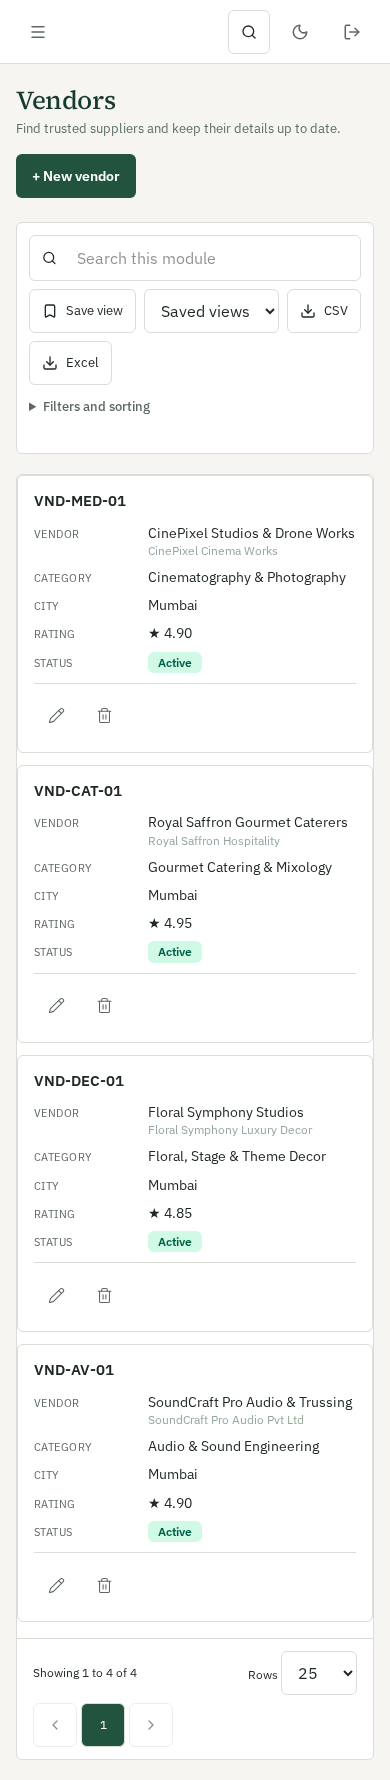 Vendors
Find trusted suppliers and keep their details up to date.
+ New vendor
Search this module
Save view
Saved views
CSV
Excel
Filters and sorting
VND-MED-01
VENDOR CinePixel Studios & Drone Works
CinePixel Cinema Works
CATEGORY Cinematography & Photography
CITY Mumbai
RATING ★ 4.90
STATUS Active
VND-CAT-01
VENDOR Royal Saffron Gourmet Caterers
Royal Saffron Hospitality
CATEGORY Gourmet Catering & Mixology
CITY Mumbai
RATING ★ 4.95
STATUS Active
VND-DEC-01
VENDOR Floral Symphony Studios
Floral Symphony Luxury Decor
CATEGORY Floral, Stage & Theme Decor
CITY Mumbai
RATING ★ 4.85
STATUS Active
VND-AV-01
VENDOR SoundCraft Pro Audio & Trussing
SoundCraft Pro Audio Pvt Ltd
CATEGORY Audio & Sound Engineering
CITY Mumbai
RATING ★ 4.90
STATUS Active
Showing 1 to 4 of 4
Rows 25
1